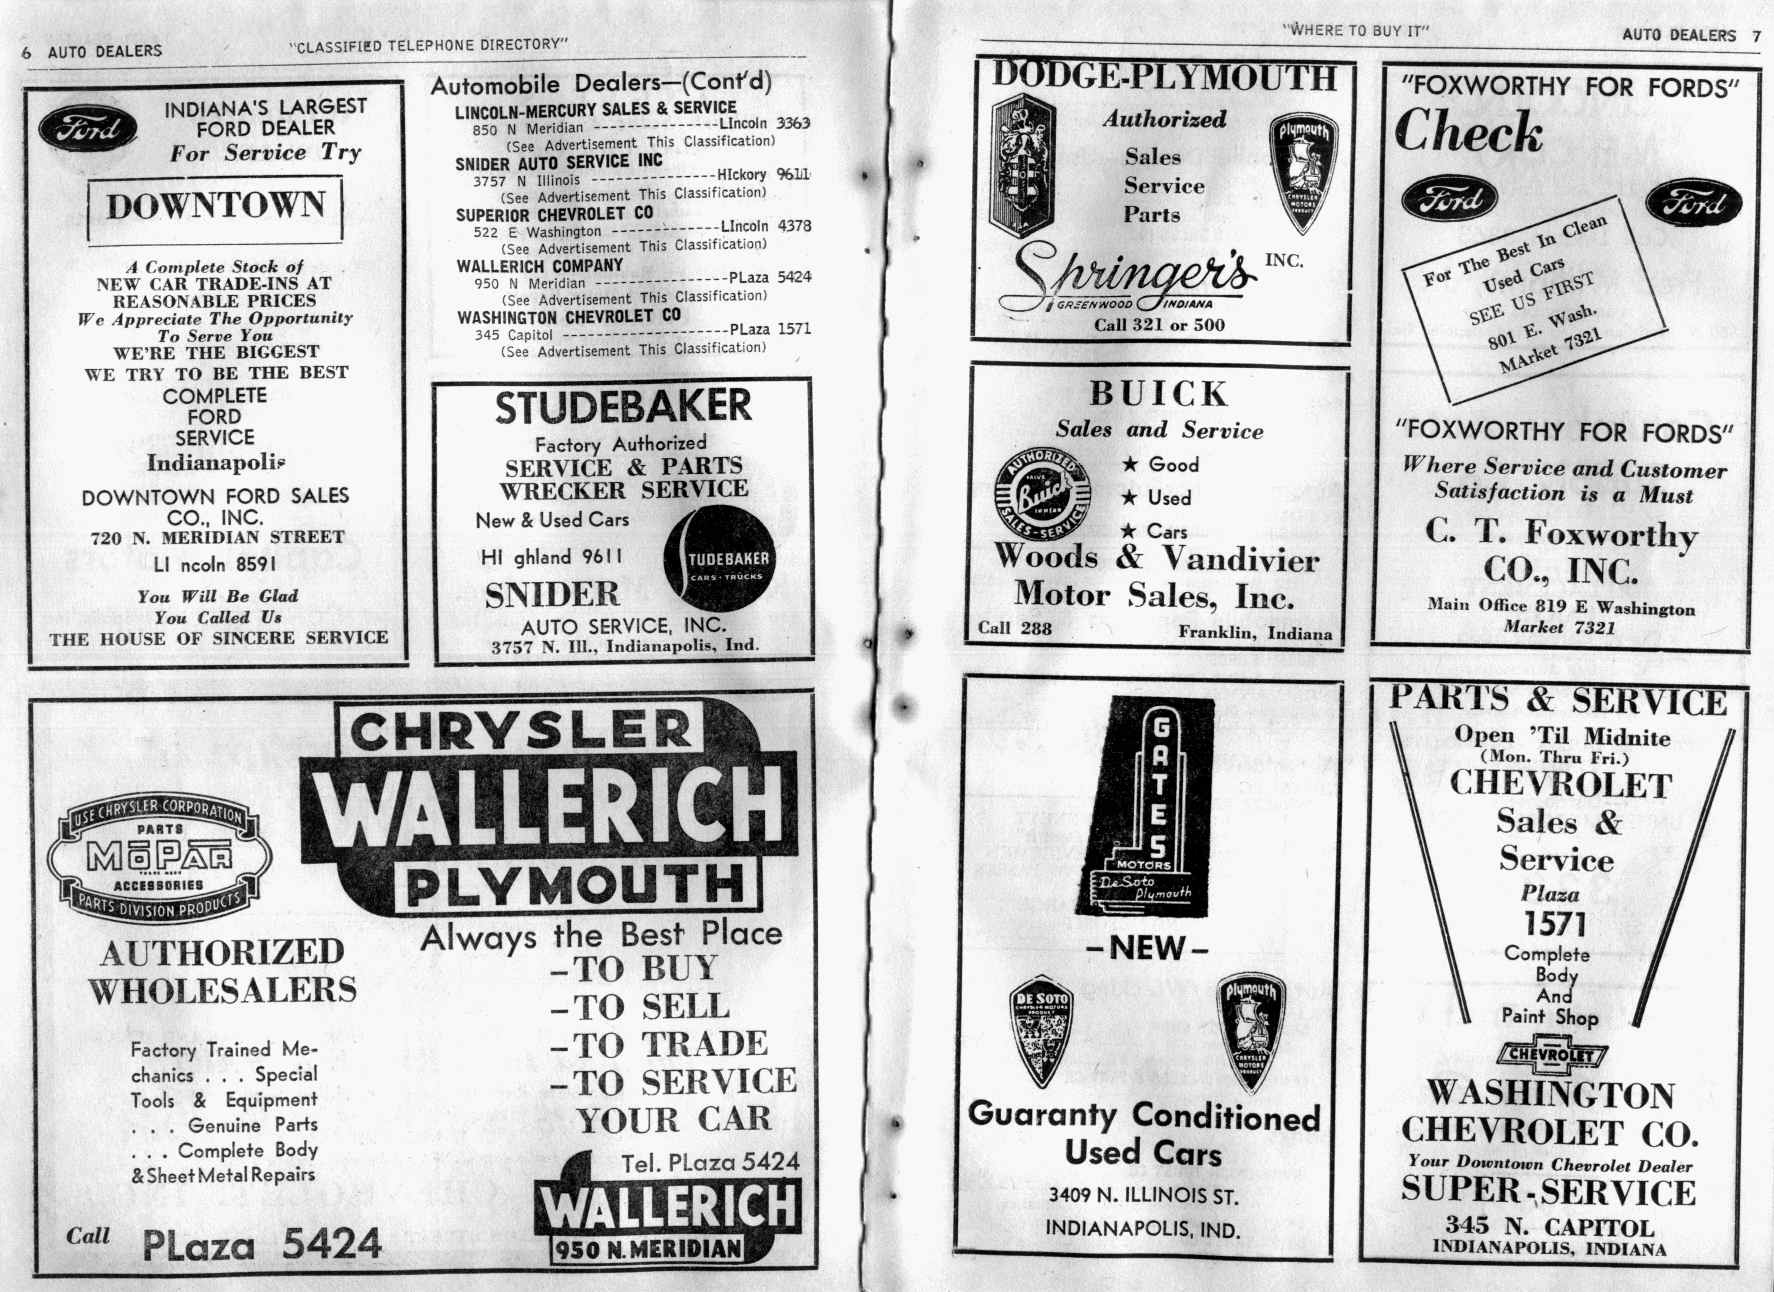 6 AUTO DEALERS
"CLASSIFIED TELEPHONE DIRECTORY"
Ford
INDIANA'S LARGEST
FORD DEALER
For Service Try
DOWNTOWN
A Complete Stock of
NEW CAR TRADE-INS AT
REASONABLE PRICES
We Appreciate The Opportunity
To Serve You
WE'RE THE BIGGEST
WE TRY TO BE THE BEST
COMPLETE
FORD
SERVICE
Indianapolis
DOWNTOWN FORD SALES
CO., INC.
720 N. MERIDIAN STREET
LI ncoln 8591
You Will Be Glad
You Called Us
THE HOUSE OF SINCERE SERVICE
Automobile Dealers—(Cont'd)
LINCOLN-MERCURY SALES & SERVICE
850 N Meridian ---------------LIncoln 3363
(See Advertisement This Classification)
SNIDER AUTO SERVICE INC
3757 N Illinois ---------------HIckory 9611
(See Advertisement This Classification)
SUPERIOR CHEVROLET CO
522 E Washington -------------LIncoln 4378
(See Advertisement This Classification)
WALLERICH COMPANY
950 N Meridian -----------------PLaza 5424
(See Advertisement This Classification)
WASHINGTON CHEVROLET CO
345 Capitol --------------------PLaza 1571
(See Advertisement This Classification)
STUDEBAKER
Factory Authorized
SERVICE & PARTS
WRECKER SERVICE
New & Used Cars
HI ghland 9611
STUDEBAKER
CARS · TRUCKS
SNIDER
AUTO SERVICE, INC.
3757 N. Ill., Indianapolis, Ind.
CHRYSLER
WALLERICH
PLYMOUTH
USE CHRYSLER CORPORATION
PARTS
MOPAR
TRADE MARK
ACCESSORIES
PARTS DIVISION PRODUCTS
AUTHORIZED
WHOLESALERS
Factory Trained Me-
chanics . . . Special
Tools & Equipment
. . . Genuine Parts
. . . Complete Body
& Sheet Metal Repairs
Call PLaza 5424
Always the Best Place
–TO BUY
–TO SELL
–TO TRADE
–TO SERVICE
YOUR CAR
Tel. PLaza 5424
WALLERICH
950 N. MERIDIAN
"WHERE TO BUY IT"
AUTO DEALERS 7
DODGE-PLYMOUTH
Authorized
Sales
Service
Parts
Plymouth
CHRYSLER
MOTORS
PRODUCT
Springer's INC.
GREENWOOD INDIANA
Call 321 or 500
BUICK
Sales and Service
AUTHORIZED
Buick
SALES-SERVICE
★ Good
★ Used
★ Cars
Woods & Vandivier
Motor Sales, Inc.
Call 288
Franklin, Indiana
GATES
MOTORS
DeSoto
Plymouth
–NEW–
DE SOTO
CHRYSLER MOTORS
PRODUCT
Plymouth
CHRYSLER
MOTORS
PRODUCT
Guaranty Conditioned
Used Cars
3409 N. ILLINOIS ST.
INDIANAPOLIS, IND.
"FOXWORTHY FOR FORDS"
Check
Ford
Ford
For The Best In Clean
Used Cars
SEE US FIRST
801 E. Wash.
MArket 7321
"FOXWORTHY FOR FORDS"
Where Service and Customer
Satisfaction is a Must
C. T. Foxworthy
CO., INC.
Main Office 819 E Washington
Market 7321
PARTS & SERVICE
Open 'Til Midnite
(Mon. Thru Fri.)
CHEVROLET
Sales &
Service
Plaza
1571
Complete
Body
And
Paint Shop
CHEVROLET
WASHINGTON
CHEVROLET CO.
Your Downtown Chevrolet Dealer
SUPER-SERVICE
345 N. CAPITOL
INDIANAPOLIS, INDIANA